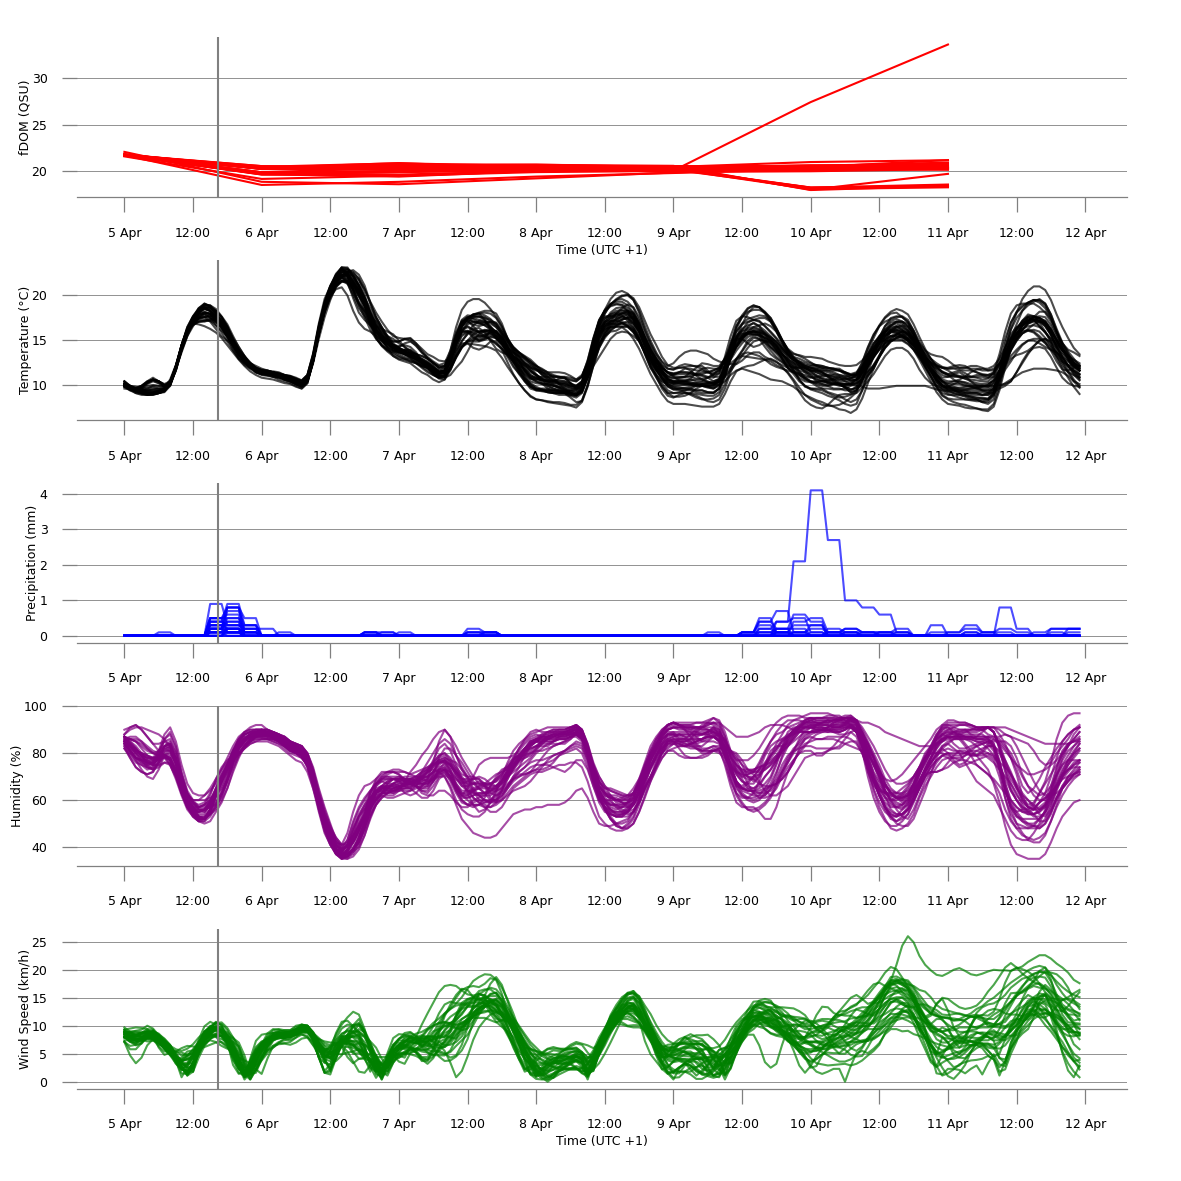 fDOM (QSU)
30
25
20
5 Apr 12:00 6 Apr 12:00 7 Apr 12:00 8 Apr 12:00 9 Apr 12:00 10 Apr 12:00 11 Apr 12:00 12 Apr
Time (UTC +1)
Temperature (°C)
20
15
10
5 Apr 12:00 6 Apr 12:00 7 Apr 12:00 8 Apr 12:00 9 Apr 12:00 10 Apr 12:00 11 Apr 12:00 12 Apr
Precipitation (mm)
4
3
2
1
0
5 Apr 12:00 6 Apr 12:00 7 Apr 12:00 8 Apr 12:00 9 Apr 12:00 10 Apr 12:00 11 Apr 12:00 12 Apr
Humidity (%)
100
80
60
40
5 Apr 12:00 6 Apr 12:00 7 Apr 12:00 8 Apr 12:00 9 Apr 12:00 10 Apr 12:00 11 Apr 12:00 12 Apr
Wind Speed (km/h)
25
20
15
10
5
0
5 Apr 12:00 6 Apr 12:00 7 Apr 12:00 8 Apr 12:00 9 Apr 12:00 10 Apr 12:00 11 Apr 12:00 12 Apr
Time (UTC +1)